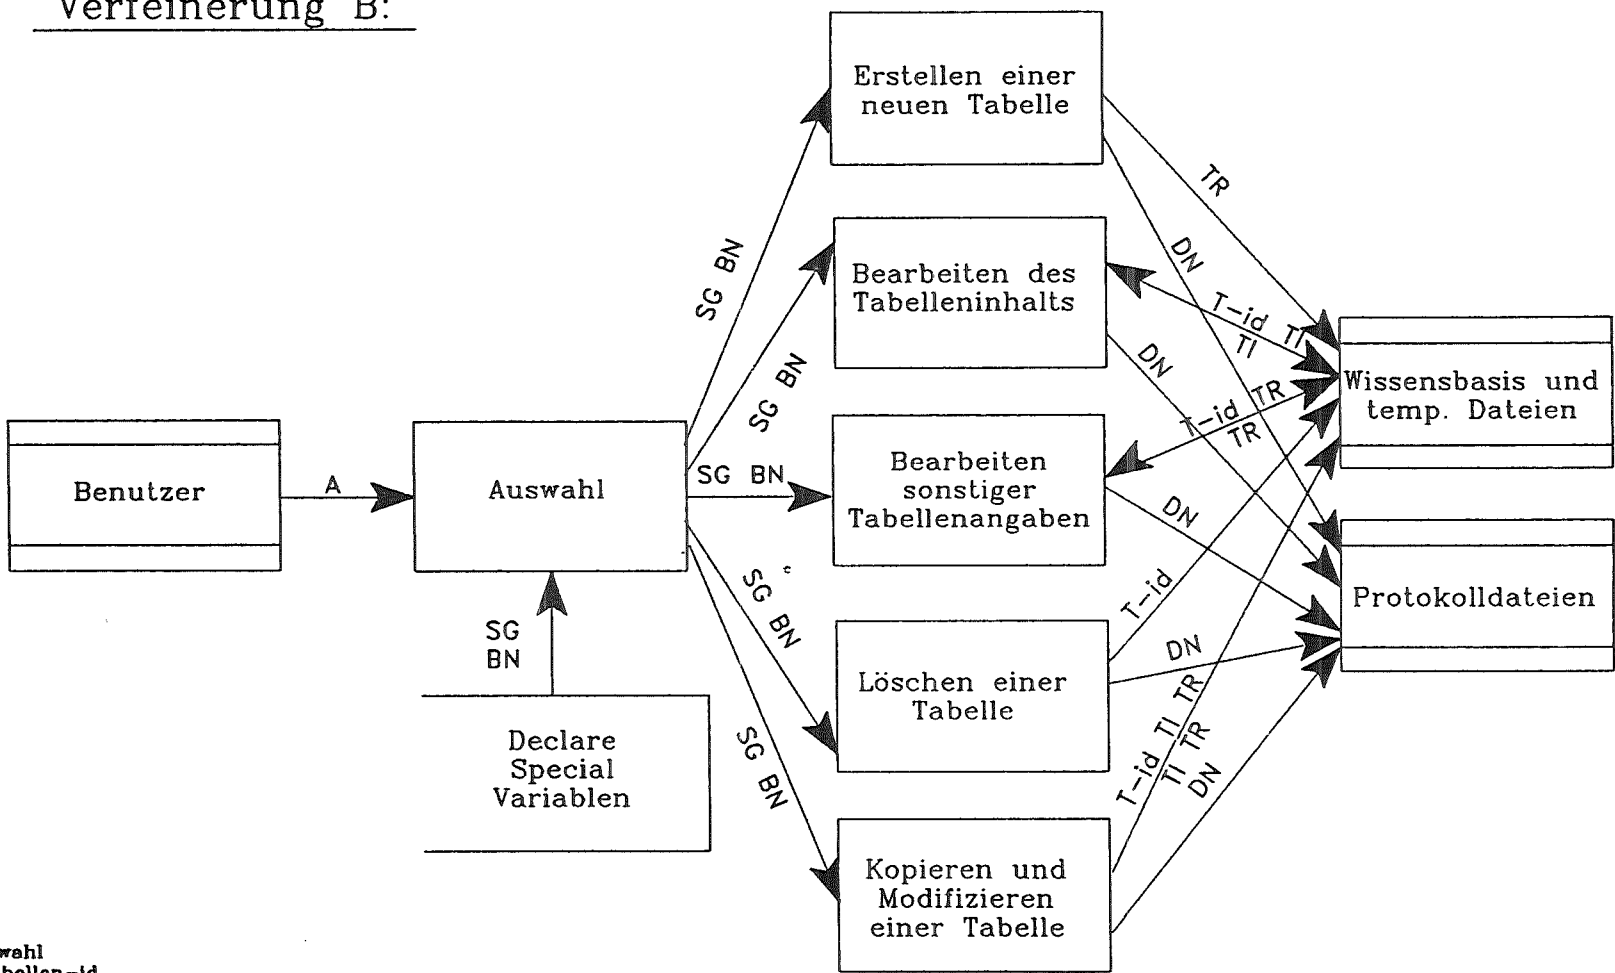 Verfeinerung B:
Erstellen einer
neuen Tabelle
TR
DN
SG BN
Bearbeiten des
Tabelleninhalts
T-id TI
TI
DN
SG BN
Wissensbasis und
temp. Dateien
T-id TR
TR
Benutzer
A
Auswahl
SG BN
Bearbeiten
sonstiger
Tabellenangaben
DN
Protokolldateien
SG BN
T-id
SG
BN
DN
Löschen einer
Tabelle
Declare
Special
Variablen
SG BN
T-id TI TR
TI TR
DN
Kopieren und
Modifizieren
einer Tabelle
wahl
bellen-id